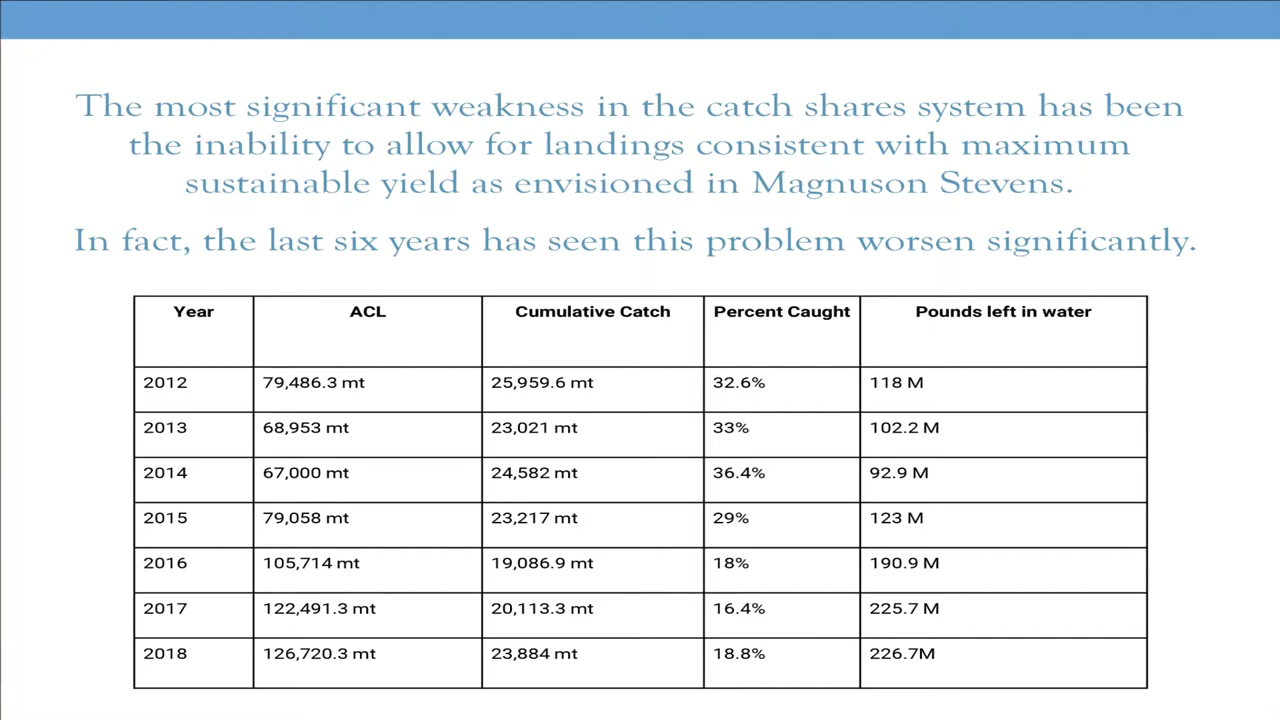 The most significant weakness in the catch shares system has been
the inability to allow for landings consistent with maximum
sustainable yield as envisioned in Magnuson Stevens.
In fact, the last six years has seen this problem worsen significantly.
Year ACL Cumulative Catch Percent Caught Pounds left in water
2012 79,486.3 mt 25,959.6 mt 32.6% 118 M
2013 68,953 mt 23,021 mt 33% 102.2 M
2014 67,000 mt 24,582 mt 36.4% 92.9 M
2015 79,058 mt 23,217 mt 29% 123 M
2016 105,714 mt 19,086.9 mt 18% 190.9 M
2017 122,491.3 mt 20,113.3 mt 16.4% 225.7 M
2018 126,720.3 mt 23,884 mt 18.8% 226.7M